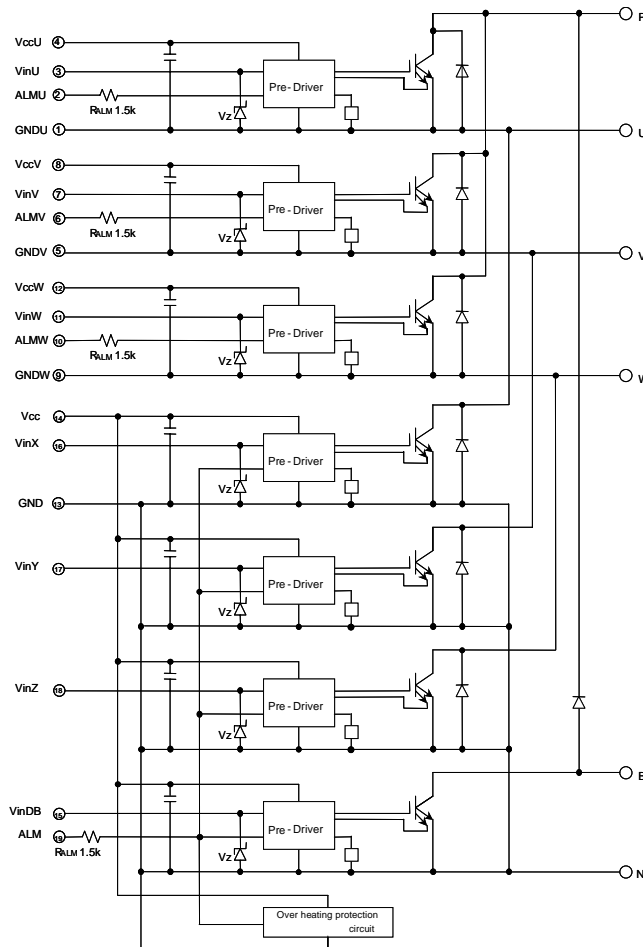 P
VccU 4
VinU 3
Pre-Driver
ALMU 2
RALM 1.5k
Vz
GNDU 1
U
VccV 8
VinV 7
Pre-Driver
ALMV 6
RALM 1.5k
Vz
GNDV 5
V
VccW 12
VinW 11
Pre-Driver
ALMW 10
RALM 1.5k
Vz
GNDW 9
W
Vcc 14
VinX 16
Pre-Driver
Vz
GND 13
VinY 17
Pre-Driver
Vz
VinZ 18
Pre-Driver
Vz
B
VinDB 15
Pre-Driver
ALM 19
RALM 1.5k
Vz
N
Over heating protection
circuit